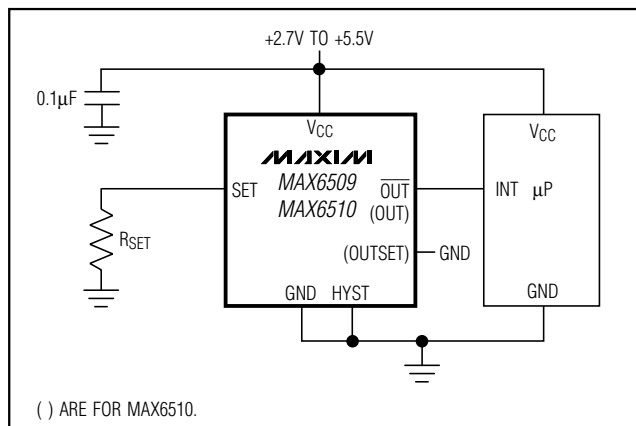 +2.7V TO +5.5V
0.1µF
VCC
VCC
MAXIM
MAX6509
MAX6510
SET
OUT
(OUT)
INT µP
RSET
(OUTSET)
GND
GND HYST
GND
( ) ARE FOR MAX6510.